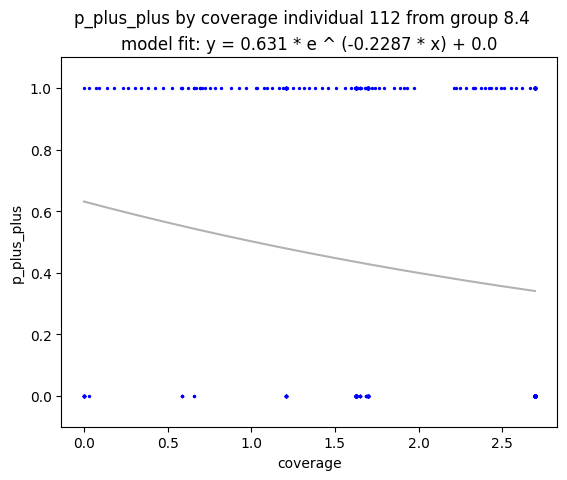 p_plus_plus by coverage individual 112 from group 8.4
model fit: y = 0.631 * e ^ (-0.2287 * x) + 0.0
1.0
0.8
0.6
0.4
0.2
0.0
p_plus_plus
0.0 0.5 1.0 1.5 2.0 2.5
coverage